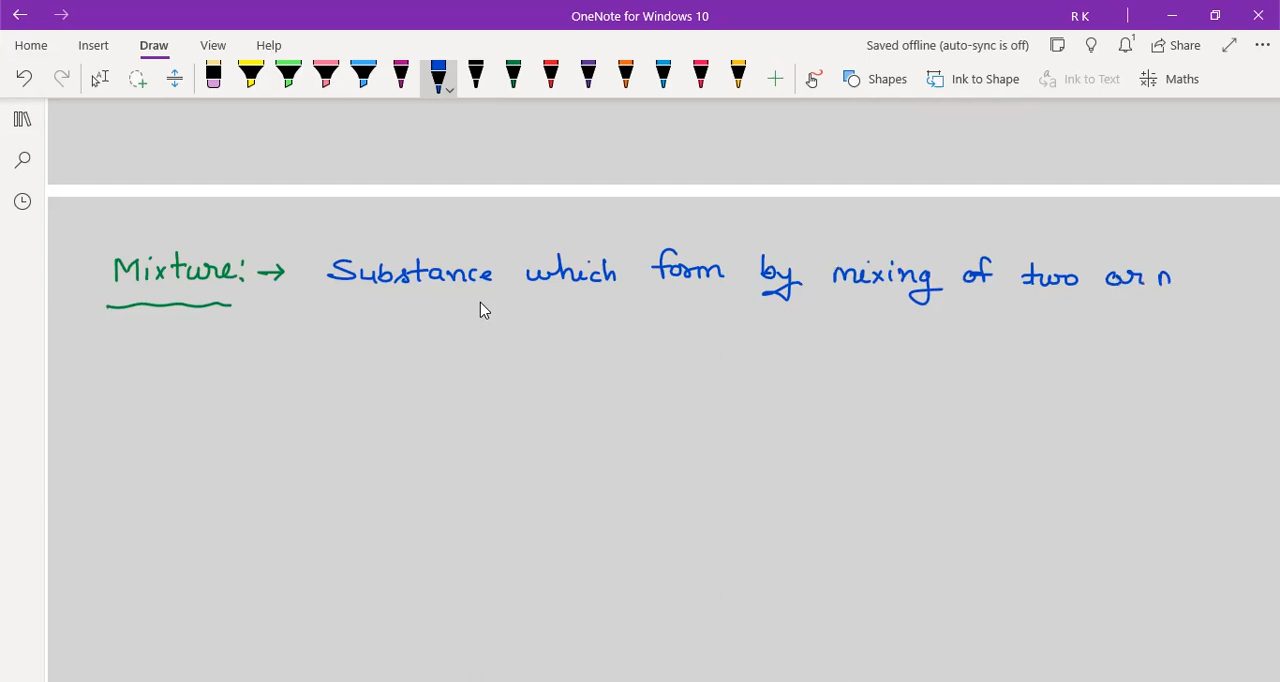 OneNote for Windows 10
R K
Home Insert Draw View Help
Saved offline (auto-sync is off)
1
Share
Shapes
Ink to Shape
Ink to Text
Maths
Mixture:→ Substance which form by mixing of two or n